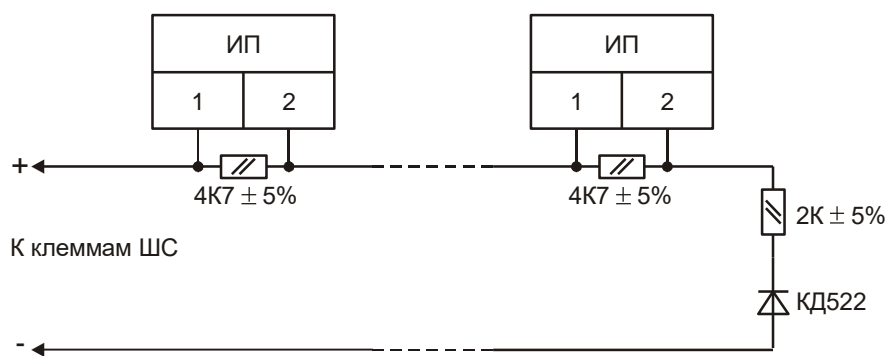 ИП ИП
1 2 1 2
+
4К7 ± 5% 4К7 ± 5%
2К ± 5%
К клеммам ШС
КД522
-